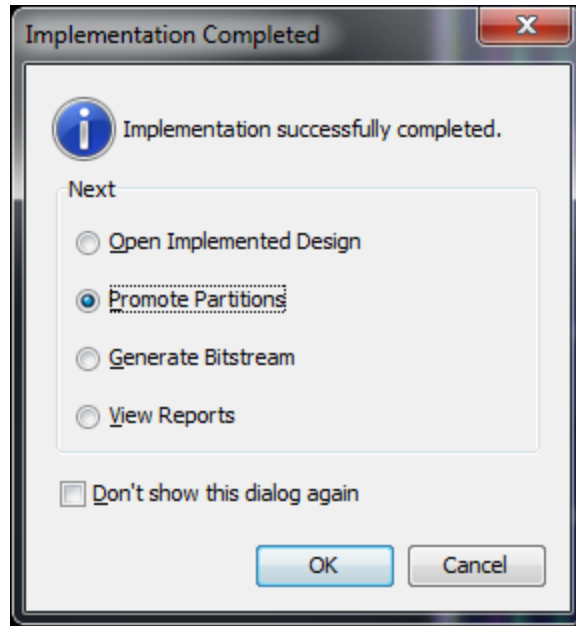 Implementation Completed
Implementation successfully completed.
Next
Open Implemented Design
Promote Partitions
Generate Bitstream
View Reports
Don't show this dialog again
OK
Cancel